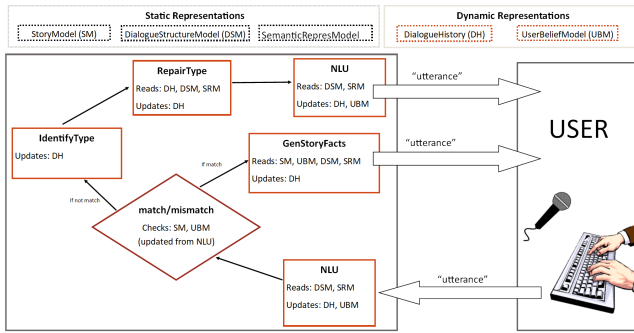 Static Representations
Dynamic Representations
StoryModel (SM)
DialogueStructureModel (DSM)
SemanticRepresModel
DialogueHistory (DH)
UserBeliefModel (UBM)
RepairType
Reads: DH, DSM, SRM
Updates: DH
NLU
Reads: DSM, SRM
Updates: DH, UBM
"utterance"
IdentifyType
Updates: DH
GenStoryFacts
Reads: SM, UBM, DSM, SRM
Updates: DH
"utterance"
USER
If match
If not match
match/mismatch
Checks: SM, UBM
(updated from NLU)
NLU
Reads: DSM, SRM
Updates: DH, UBM
"utterance"